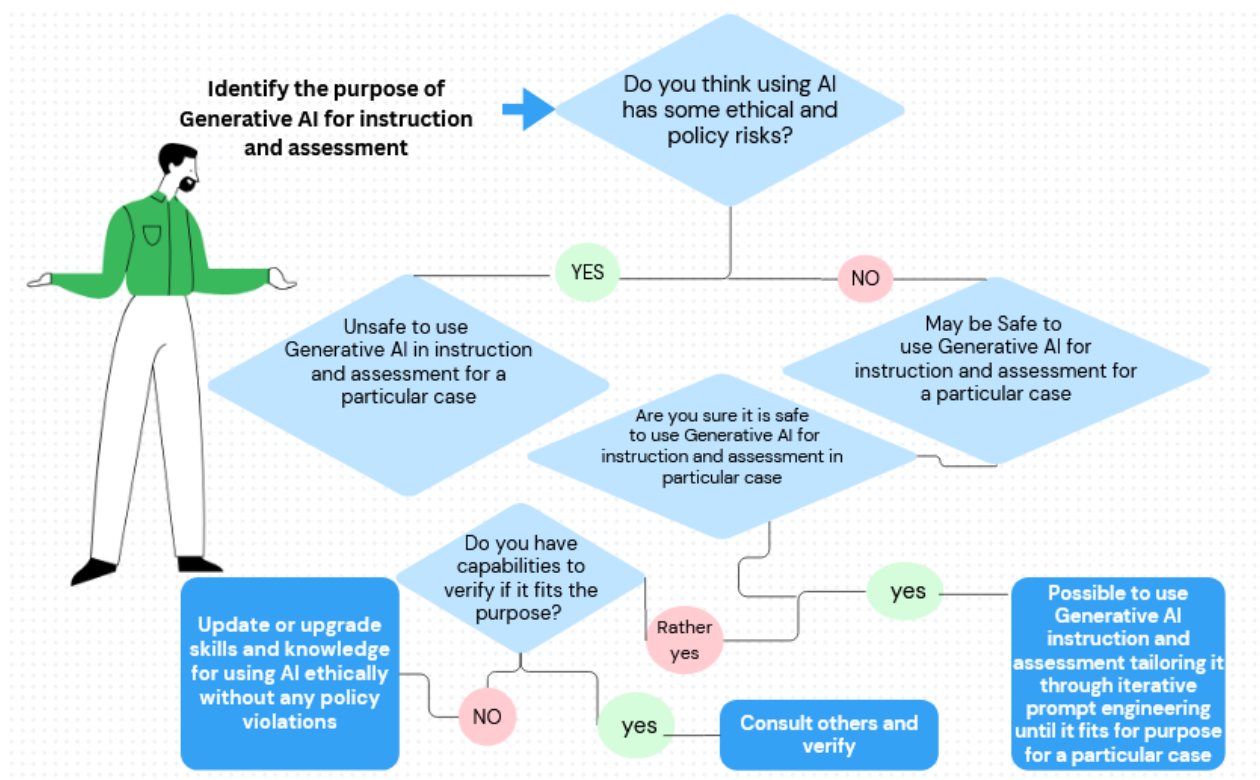 Identify the purpose of
Generative AI for instruction
and assessment
Do you think using AI
has some ethical and
policy risks?
YES
NO
Unsafe to use
Generative AI in instruction
and assessment for a
particular case
May be Safe to
use Generative AI for
instruction and assessment for
a particular case
Are you sure it is safe
to use Generative AI for
instruction and assessment in
particular case
Do you have
capabilities to
verify if it fits the
purpose?
Rather
yes
yes
Possible to use
Generative AI
instruction and
assessment tailoring it
through iterative
prompt engineering
until it fits for purpose
for a particular case
Update or upgrade
skills and knowledge
for using AI ethically
without any policy
violations
NO
yes
Consult others and
verify